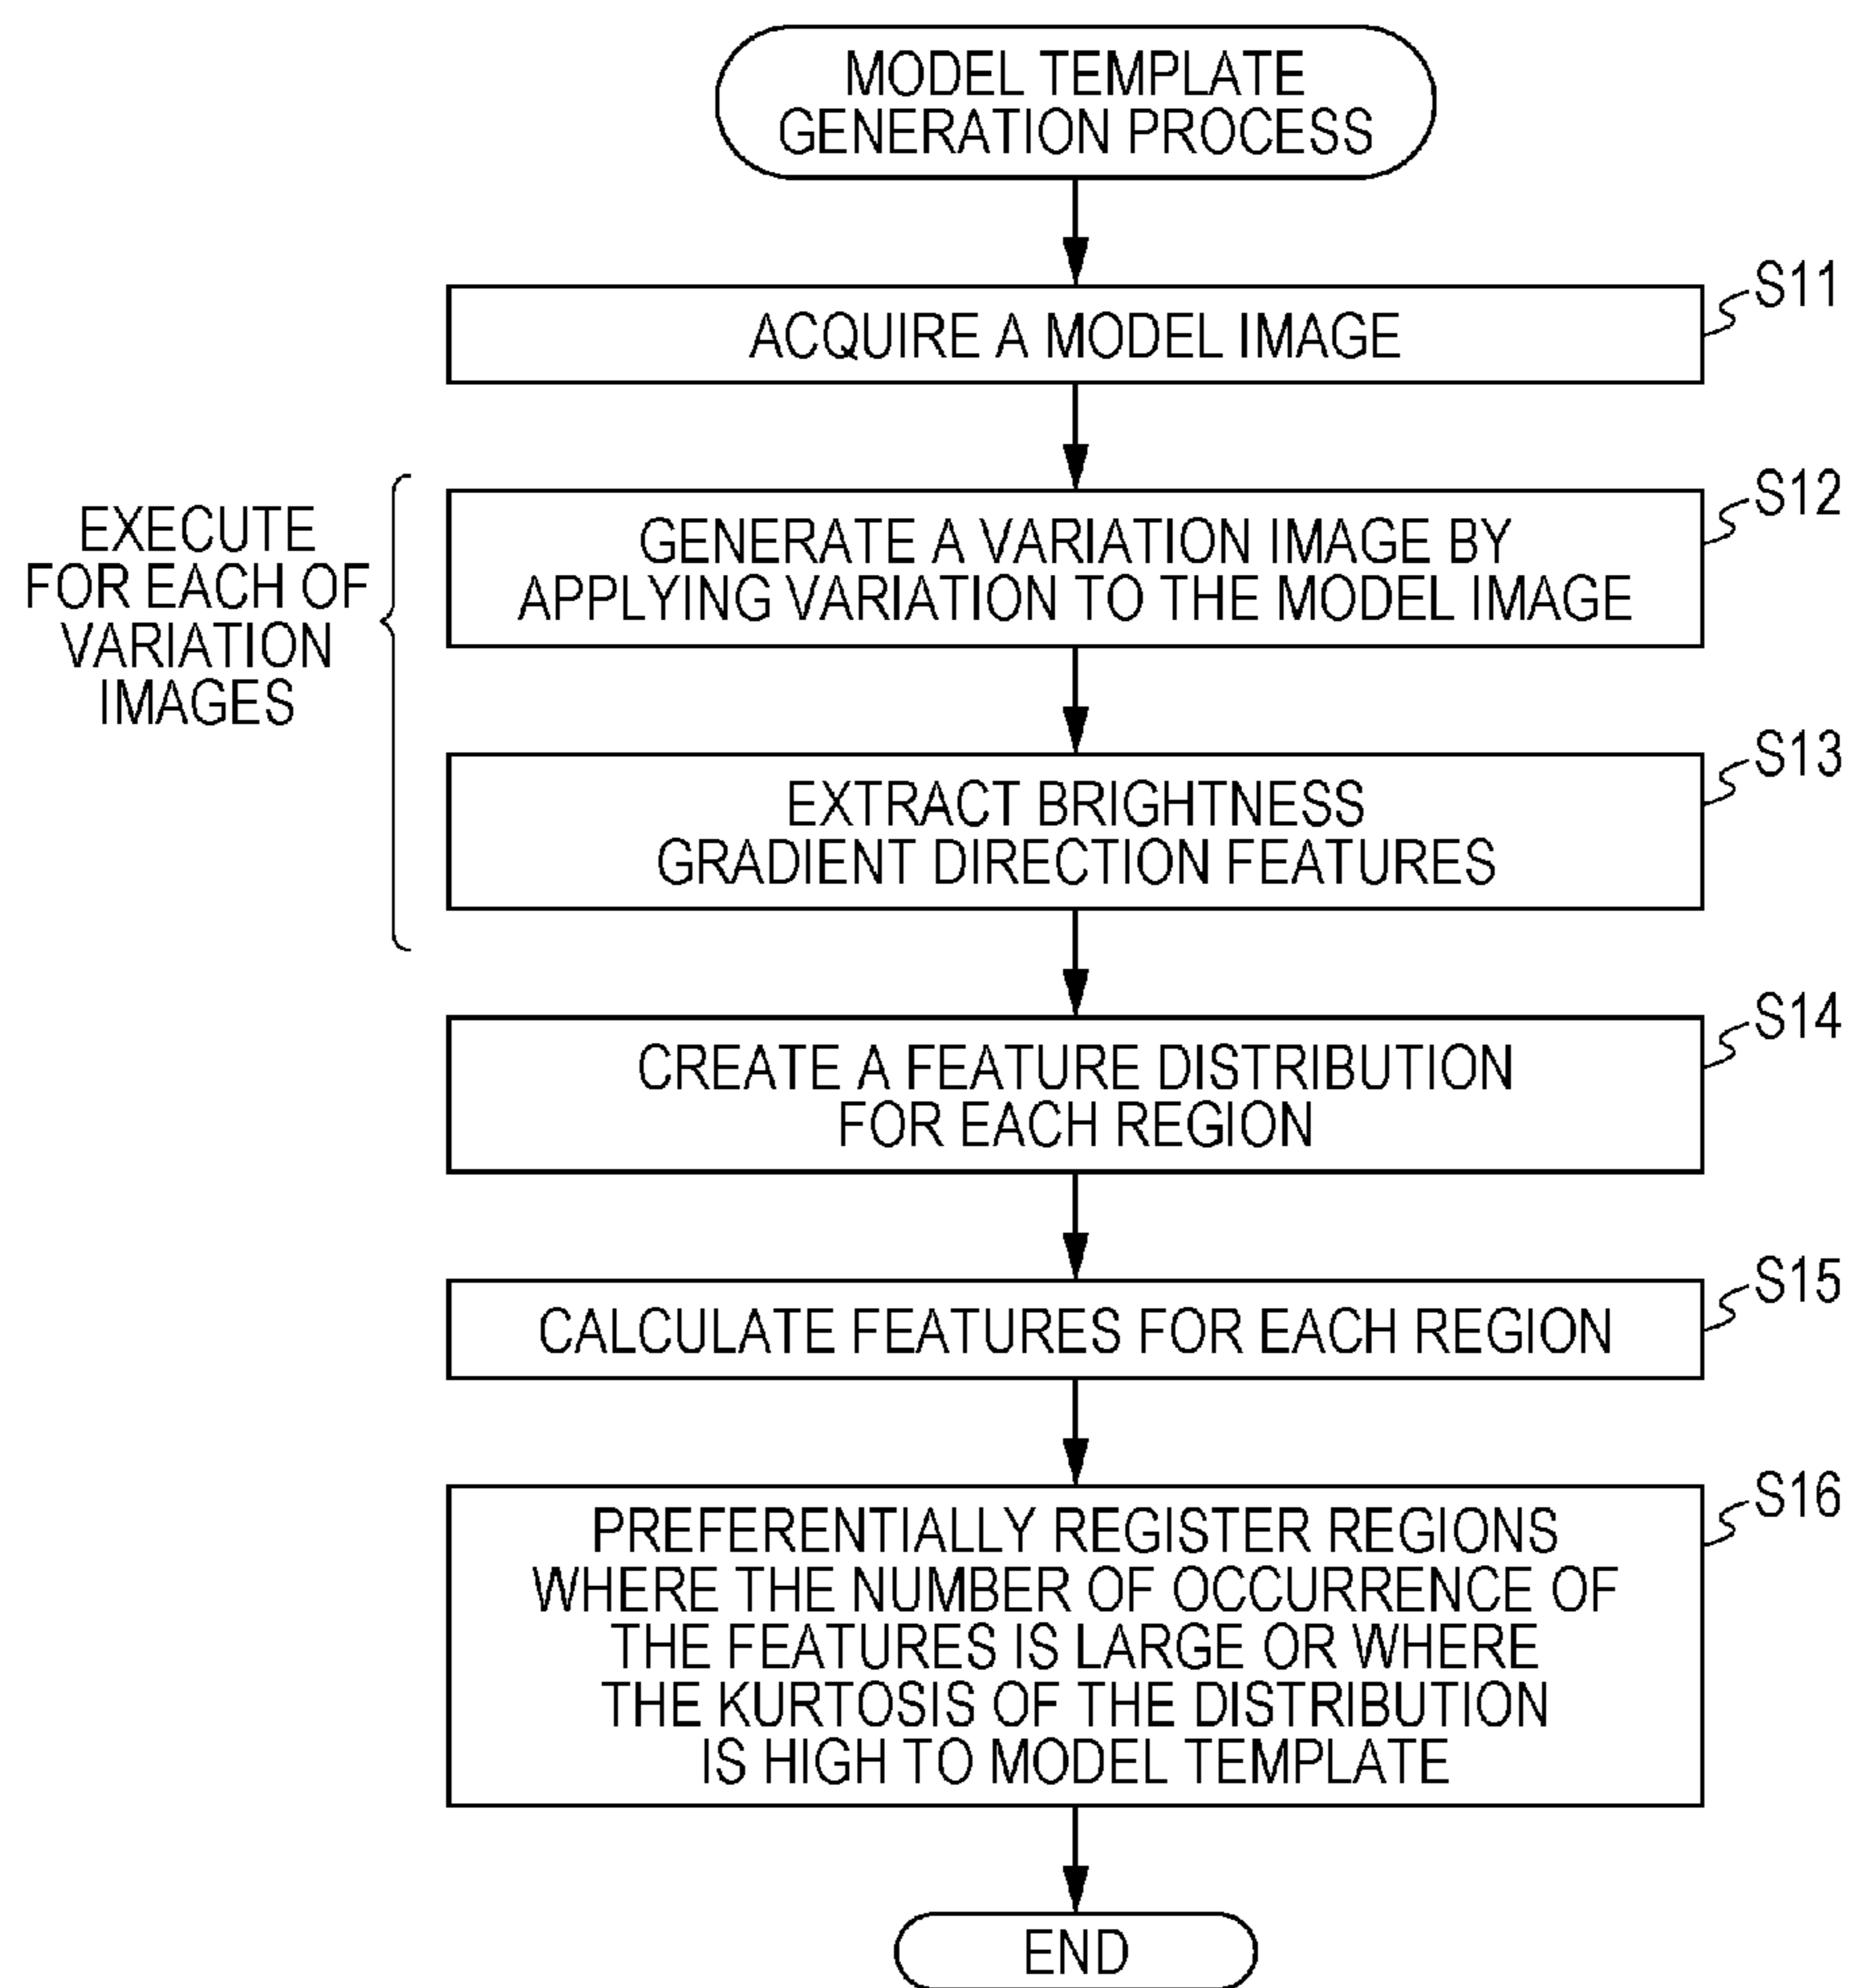 MODEL TEMPLATE
GENERATION PROCESS
S11
ACQUIRE A MODEL IMAGE
EXECUTE
FOR EACH OF
VARIATION
IMAGES
S12
GENERATE A VARIATION IMAGE BY
APPLYING VARIATION TO THE MODEL IMAGE
S13
EXTRACT BRIGHTNESS
GRADIENT DIRECTION FEATURES
S14
CREATE A FEATURE DISTRIBUTION
FOR EACH REGION
S15
CALCULATE FEATURES FOR EACH REGION
S16
PREFERENTIALLY REGISTER REGIONS
WHERE THE NUMBER OF OCCURRENCE OF
THE FEATURES IS LARGE OR WHERE
THE KURTOSIS OF THE DISTRIBUTION
IS HIGH TO MODEL TEMPLATE
END